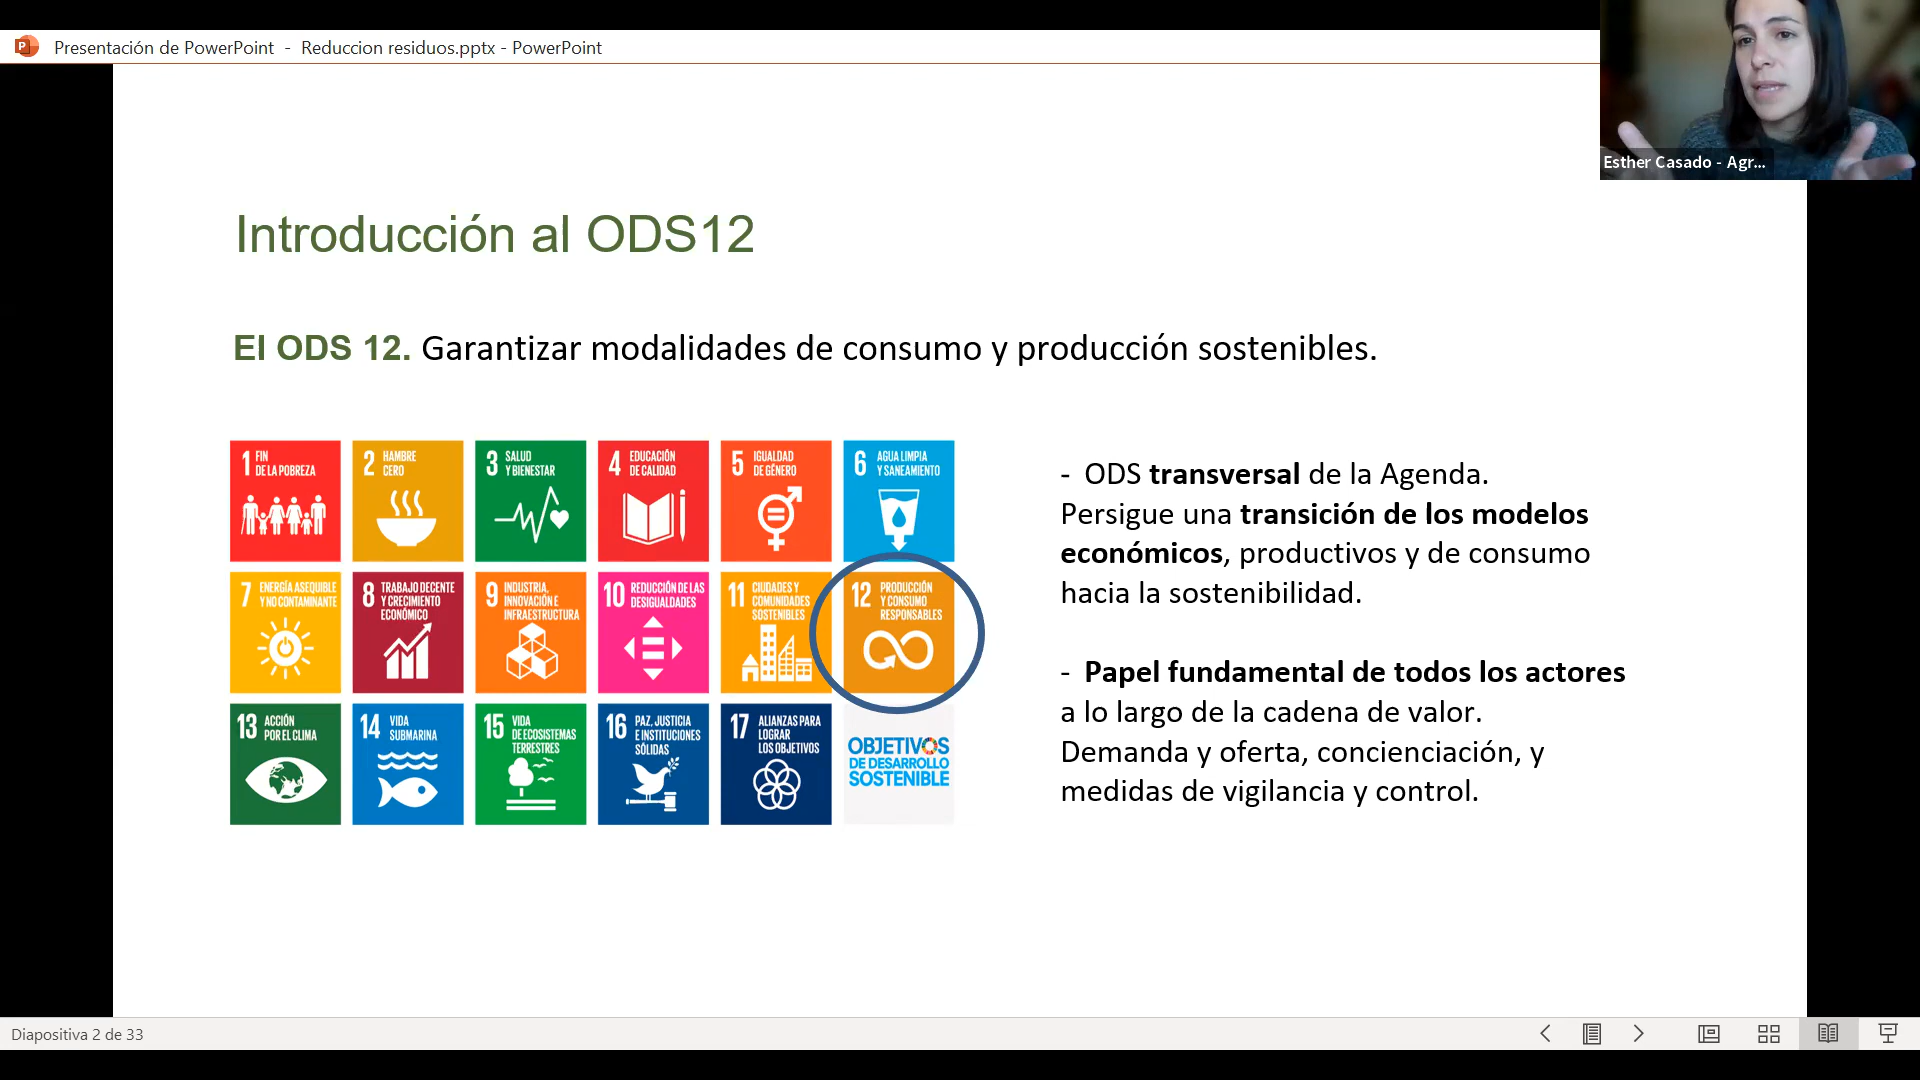 Presentación de PowerPoint - Reduccion residuos.pptx - PowerPoint
Esther Casado - Agr...
Introducción al ODS12
El ODS 12. Garantizar modalidades de consumo y producción sostenibles.
1 FIN
DE LA POBREZA
2 HAMBRE
CERO
3 SALUD
Y BIENESTAR
4 EDUCACIÓN
DE CALIDAD
5 IGUALDAD
DE GÉNERO
6 AGUA LIMPIA
Y SANEAMIENTO
7 ENERGÍA ASEQUIBLE
Y NO CONTAMINANTE
8 TRABAJO DECENTE
Y CRECIMIENTO
ECONÓMICO
9 INDUSTRIA,
INNOVACIÓN E
INFRAESTRUCTURA
10 REDUCCIÓN DE LAS
DESIGUALDADES
11 CIUDADES Y
COMUNIDADES
SOSTENIBLES
12 PRODUCCIÓN
Y CONSUMO
RESPONSABLES
13 ACCIÓN
POR EL CLIMA
14 VIDA
SUBMARINA
15 VIDA
DE ECOSISTEMAS
TERRESTRES
16 PAZ, JUSTICIA
E INSTITUCIONES
SÓLIDAS
17 ALIANZAS PARA
LOGRAR
LOS OBJETIVOS
OBJETIVOS
DE DESARROLLO
SOSTENIBLE
- ODS transversal de la Agenda.
Persigue una transición de los modelos
económicos, productivos y de consumo
hacia la sostenibilidad.
- Papel fundamental de todos los actores
a lo largo de la cadena de valor.
Demanda y oferta, concienciación, y
medidas de vigilancia y control.
Diapositiva 2 de 33